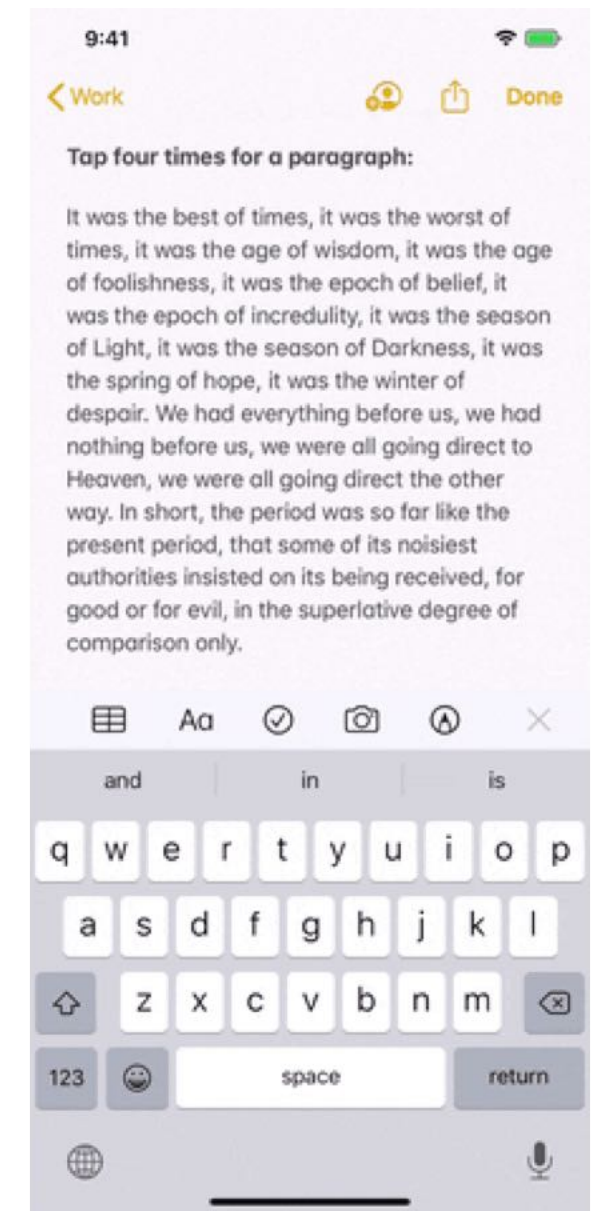 9:41
Work
Done
Tap four times for a paragraph:
It was the best of times, it was the worst of
times, it was the age of wisdom, it was the age
of foolishness, it was the epoch of belief, it
was the epoch of incredulity, it was the season
of Light, it was the season of Darkness, it was
the spring of hope, it was the winter of
despair. We had everything before us, we had
nothing before us, we were all going direct to
Heaven, we were all going direct the other
way. In short, the period was so far like the
present period, that some of its noisiest
authorities insisted on its being received, for
good or for evil, in the superlative degree of
comparison only.
Aa
and in is
q w e r t y u i o p
a s d f g h j k l
z x c v b n m
123 space return